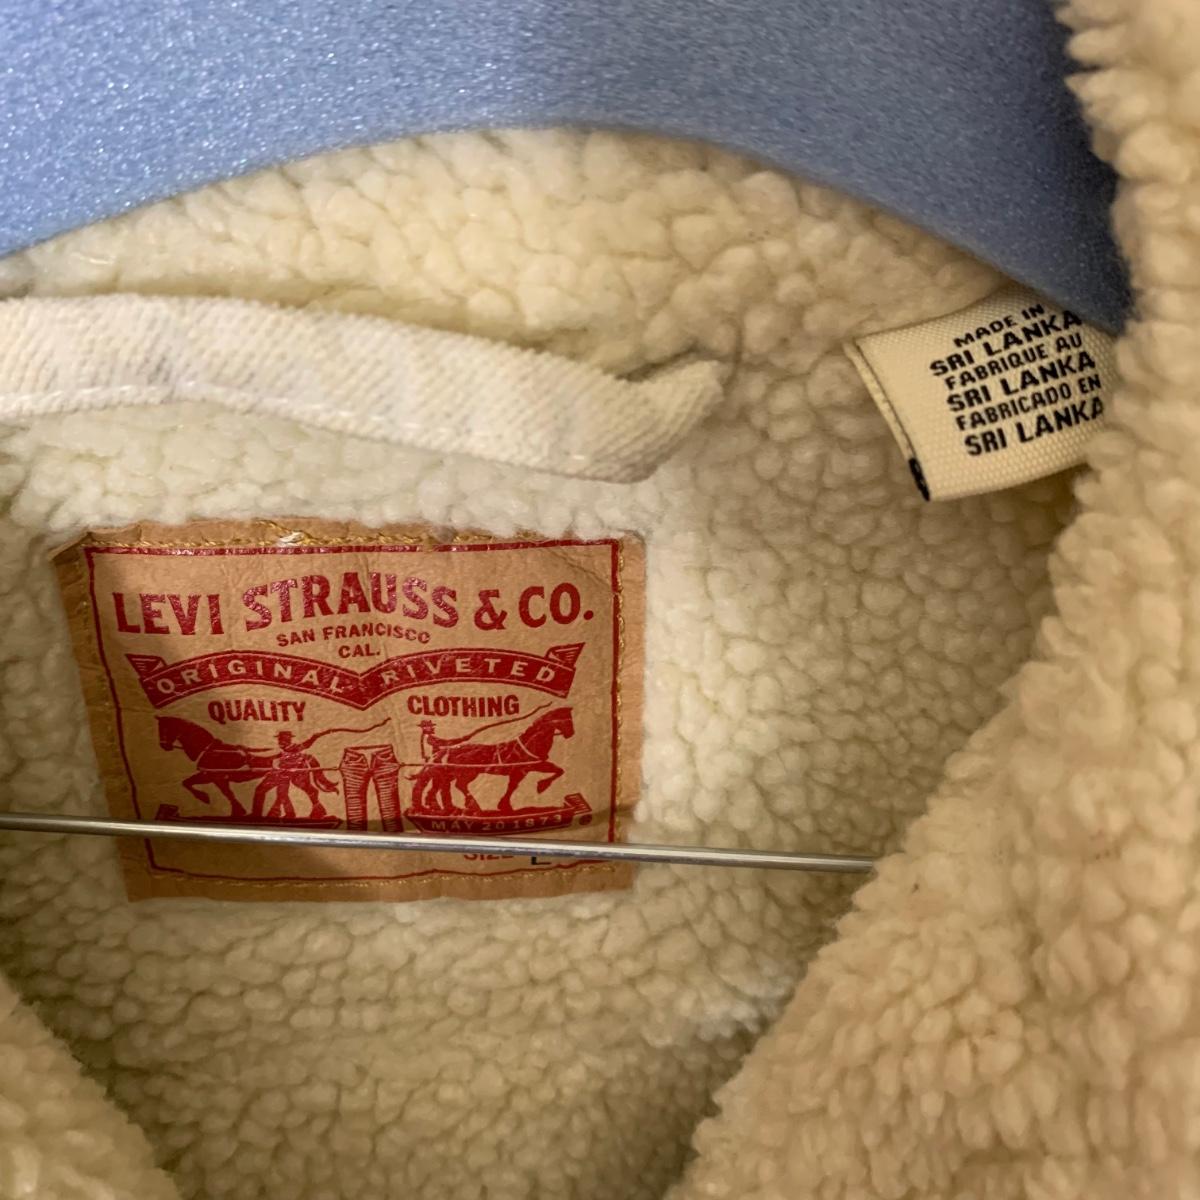 MADE IN
SRI LANKA
FABRIQUE AU
SRI LANKA
FABRICADO EN
SRI LANKA
LEVI STRAUSS & CO.
SAN FRANCISCO
CAL.
ORIGINAL RIVETED
QUALITY CLOTHING
MAY 20 1873
SIZE L